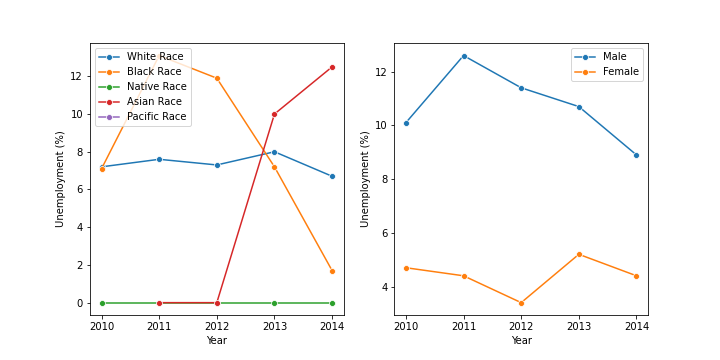 White Race
Black Race
Native Race
Asian Race
Pacific Race
Unemployment (%)
12
10
8
6
4
2
0
2010 2011 2012 2013 2014
Year
Male
Female
Unemployment (%)
12
10
8
6
4
2010 2011 2012 2013 2014
Year